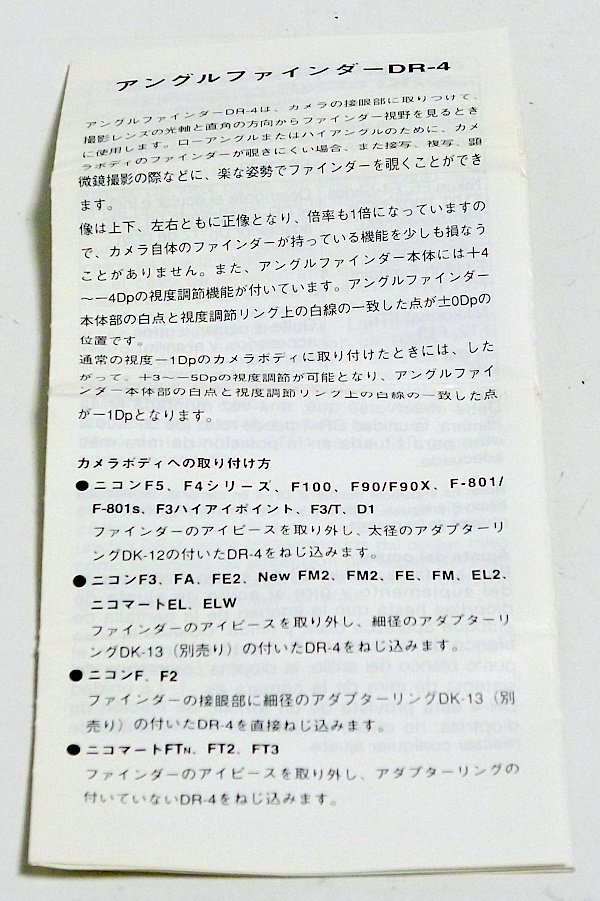 アングルファインダーDR-4
アングルファインダーDR-4は、カメラの接眼部に取りつけて、
撮影レンズの光軸と直角の方向からファインダー視野を見るとき
に使用します。ローアングルまたはハイアングルのために、カメ
ラボディのファインダーが覗きにくい場合、また接写、複写、顕
微鏡撮影の際などに、楽な姿勢でファインダーを覗くことができ
ます。
像は上下、左右ともに正像となり、倍率も1倍になっていますの
で、カメラ自体のファインダーが持っている機能を少しも損なう
ことがありません。また、アングルファインダー本体には+4
〜−4Dpの視度調節機能が付いています。アングルファインダー
本体部の白点と視度調節リング上の白線の一致した点が±0Dpの
位置です。
通常の視度−1Dpのカメラボディに取り付けたときには、した
がって、+3〜−5Dpの視度調節が可能となり、アングルファイ
ンダー本体部の白点と視度調節リング上の白線の一致した点
が−1Dpとなります。
カメラボディへの取り付け方
●ニコンF5、F4シリーズ、F100、F90/F90X、F-801/
F-801s、F3ハイアイポイント、F3/T、D1
ファインダーのアイピースを取り外し、太径のアダプターリ
ングDK-12の付いたDR-4をねじ込みます。
●ニコンF3、FA、FE2、New FM2、FM2、FE、FM、EL2、
ニコマートEL、ELW
ファインダーのアイピースを取り外し、細径のアダプターリ
ングDK-13（別売り）の付いたDR-4をねじ込みます。
●ニコンF、F2
ファインダーの接眼部に細径のアダプターリングDK-13（別
売り）の付いたDR-4を直接ねじ込みます。
●ニコマートFTN、FT2、FT3
ファインダーのアイピースを取り外し、アダプターリングの
付いていないDR-4をねじ込みます。